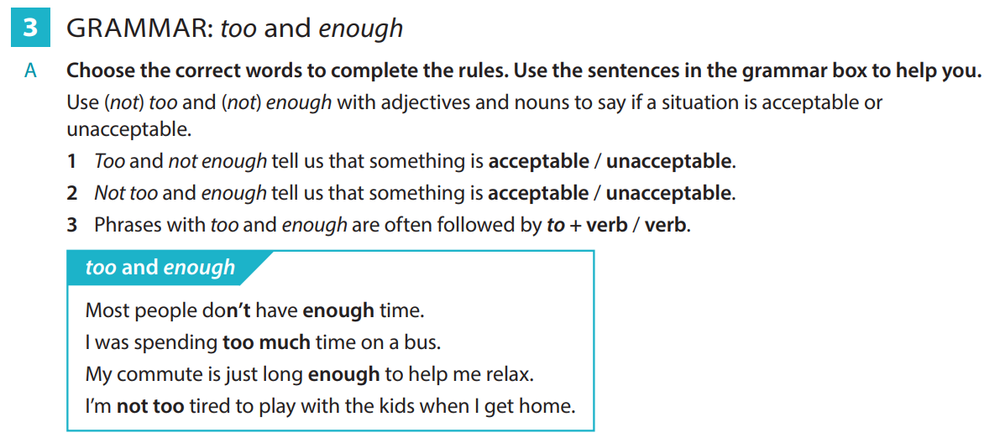 3 GRAMMAR: too and enough
A Choose the correct words to complete the rules. Use the sentences in the grammar box to help you.
Use (not) too and (not) enough with adjectives and nouns to say if a situation is acceptable or
unacceptable.
1 Too and not enough tell us that something is acceptable / unacceptable.
2 Not too and enough tell us that something is acceptable / unacceptable.
3 Phrases with too and enough are often followed by to + verb / verb.
too and enough
Most people don’t have enough time.
I was spending too much time on a bus.
My commute is just long enough to help me relax.
I’m not too tired to play with the kids when I get home.